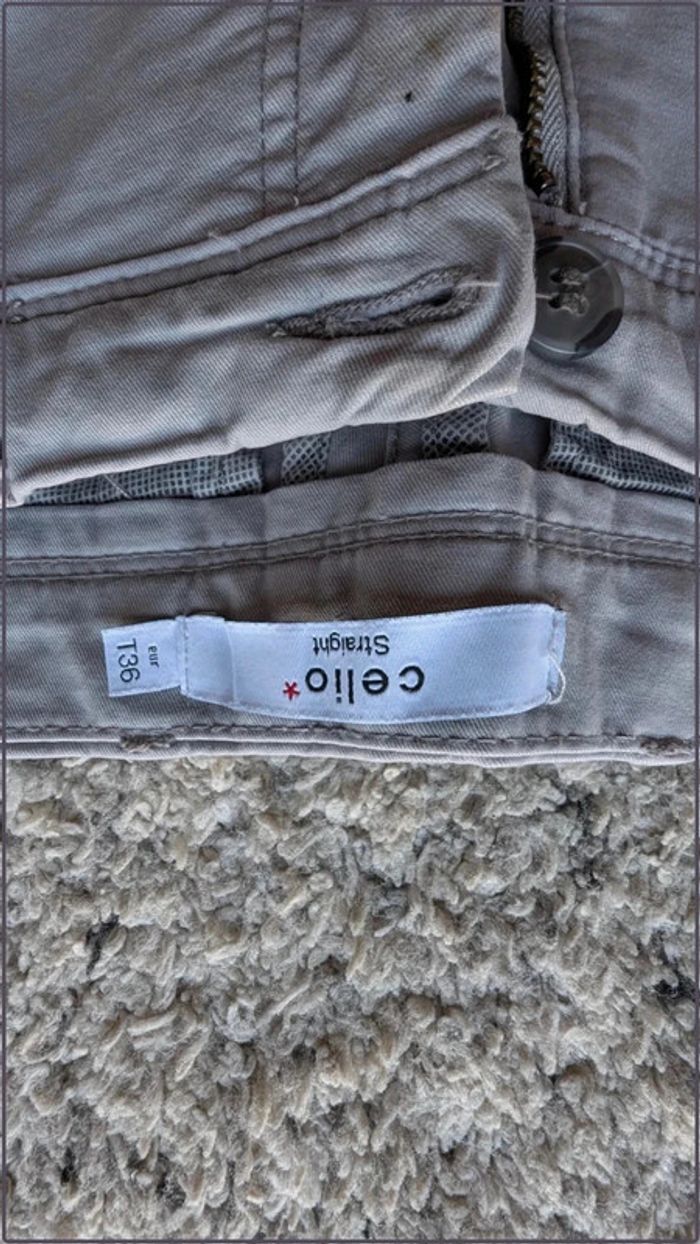 celio*
Straight
eur
T36